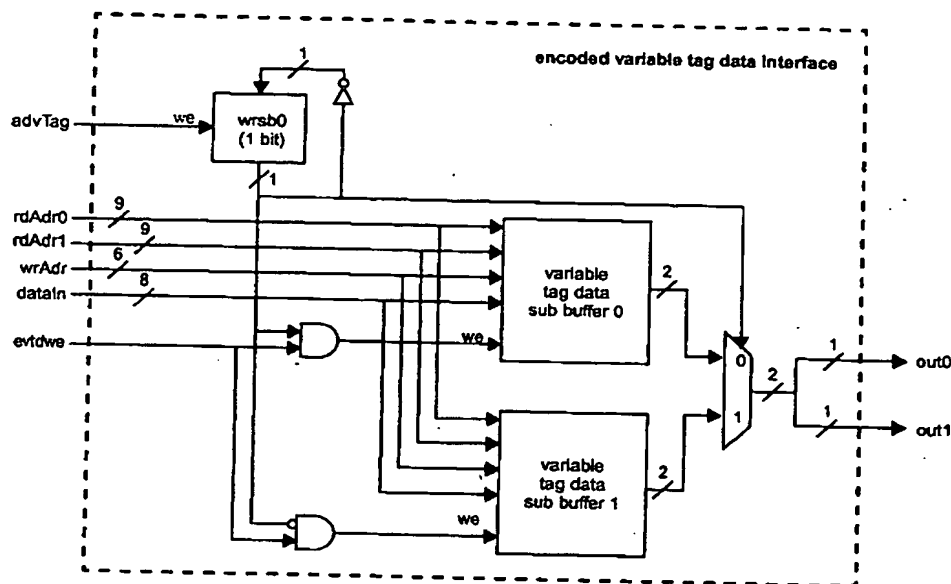 encoded variable tag data interface
1
advTag
we
wrsb0
(1 bit)
1
rdAdr0
9
rdAdr1
9
wrAdr
6
dataIn
8
evtdwe
variable
tag data
sub buffer 0
we
2
0
1
2
1
out0
1
out1
variable
tag data
sub buffer 1
we
2